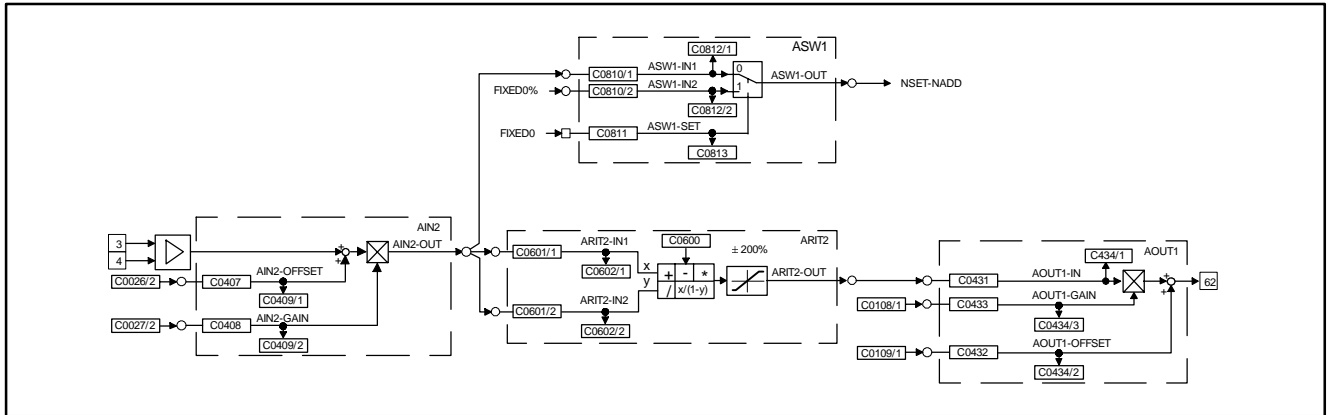 C0812/1
ASW1
C0810/1
ASW1-IN1
0
ASW1-OUT
NSET-NADD
FIXED0%
C0810/2
ASW1-IN2
1
C0812/2
FIXED0
C0811
ASW1-SET
C0813
AIN2
3
4
+
+
AIN2-OUT
C0026/2
C0407
AIN2-OFFSET
C0409/1
C0027/2
C0408
AIN2-GAIN
C0409/2
ARIT2
C0601/1
ARIT2-IN1
C0602/1
C0600
± 200%
x
y
+ - *
/ x/(1-y)
ARIT2-OUT
C0601/2
ARIT2-IN2
C0602/2
AOUT1
C434/1
C0431
AOUT1-IN
+
+
62
C0108/1
C0433
AOUT1-GAIN
C0434/3
C0109/1
C0432
AOUT1-OFFSET
C0434/2